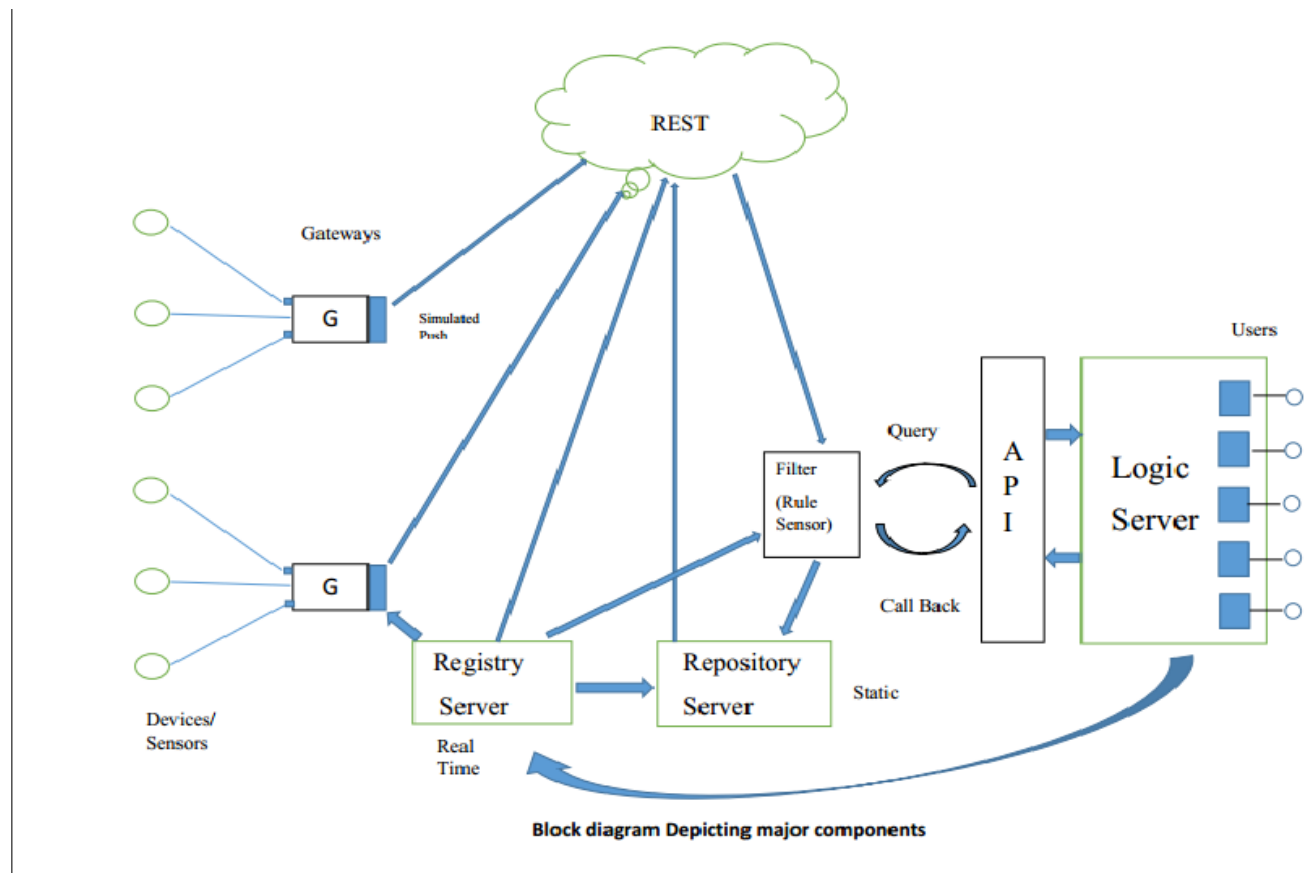 REST
Gateways
G
Simulated
Push
Users
Query
A
P
I
Filter
(Rule
Sensor)
Logic
Server
Call Back
G
Registry
Server
Repository
Server
Static
Devices/
Sensors
Real
Time
Block diagram Depicting major components